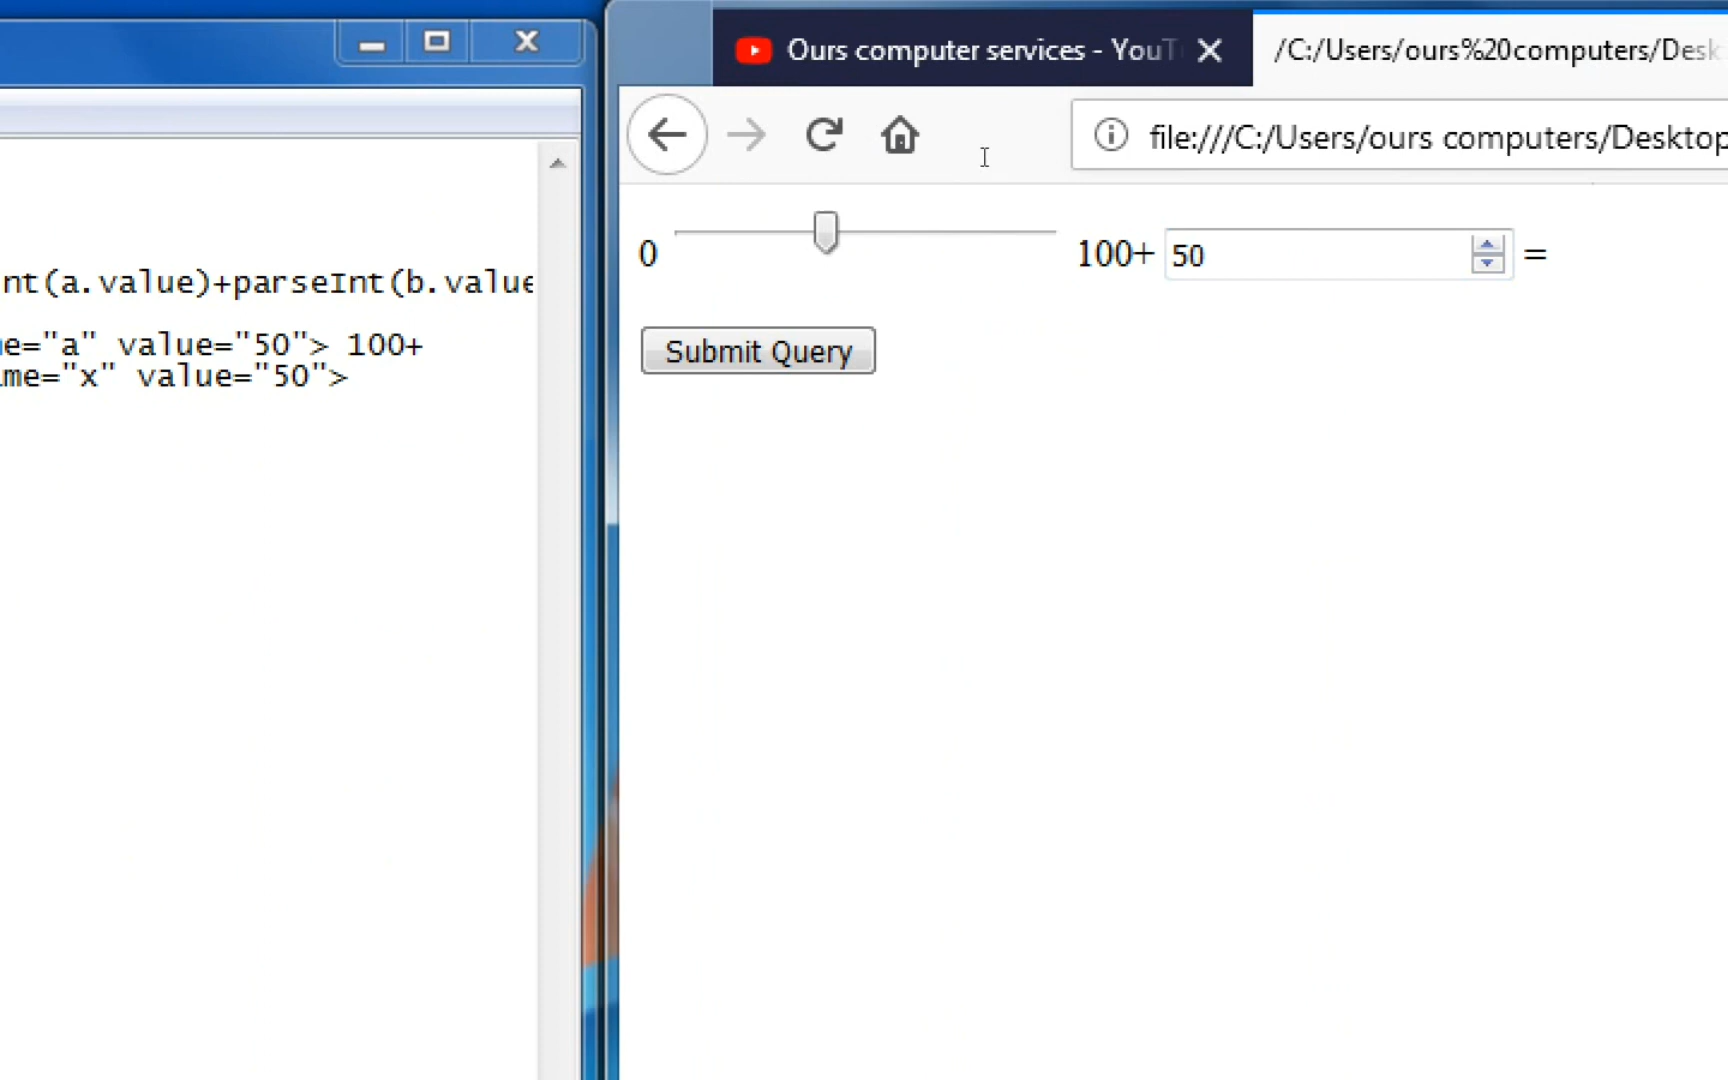 nt(a.value)+parseInt(b.value
me="a" value="50"> 100+
ame="x" value="50">
Ours computer services - YouT
/C:/Users/ours%20computers/Desk
file:///C:/Users/ours computers/Desktop
0 100+ 50 =
Submit Query